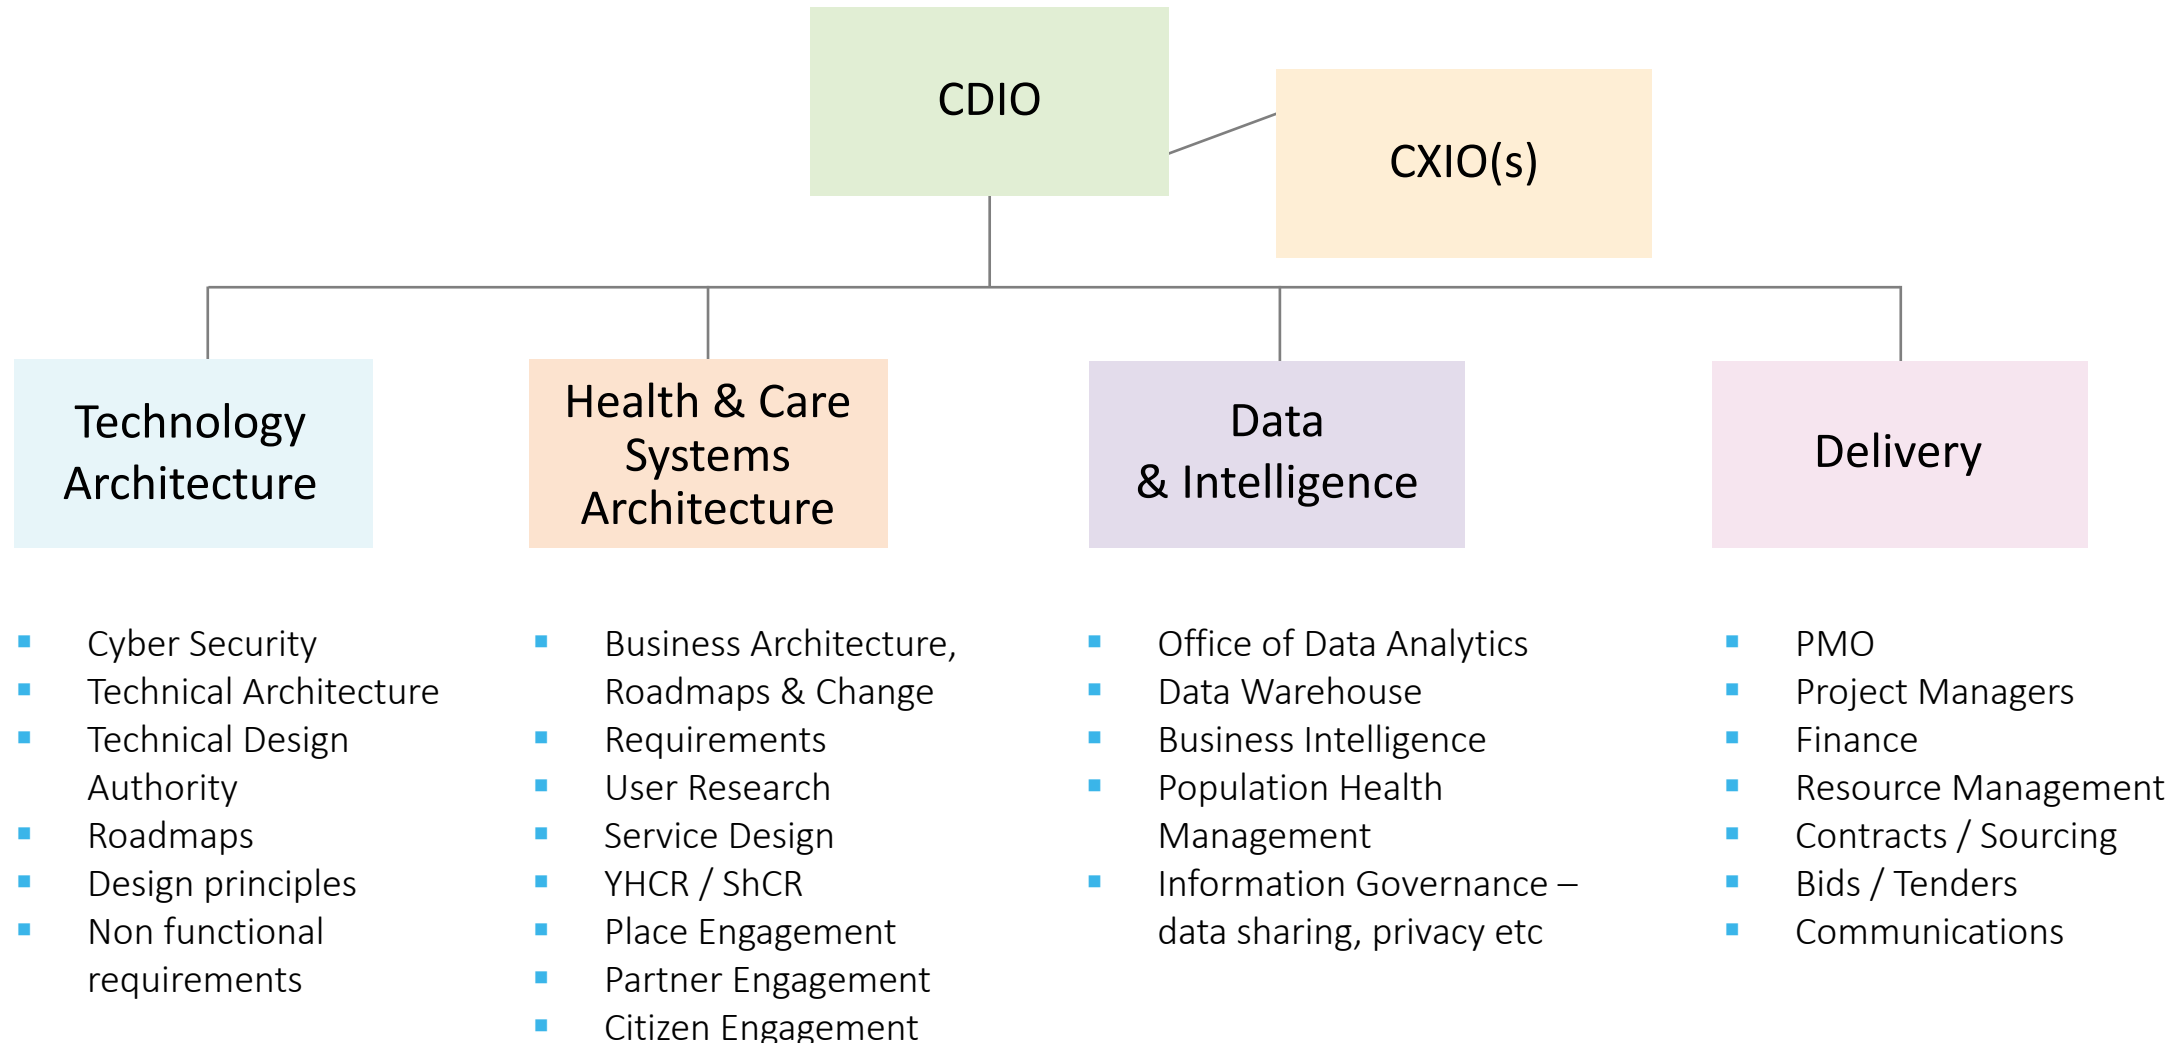 CDIO
CXIO(s)
Technology
Architecture
Health & Care
Systems
Architecture
Data
& Intelligence
Delivery
Cyber Security
Technical Architecture
Technical Design
Authority
Roadmaps
Design principles
Non functional
requirements
Business Architecture,
Roadmaps & Change
Requirements
User Research
Service Design
YHCR / ShCR
Place Engagement
Partner Engagement
Citizen Engagement
Office of Data Analytics
Data Warehouse
Business Intelligence
Population Health
Management
Information Governance –
data sharing, privacy etc
PMO
Project Managers
Finance
Resource Management
Contracts / Sourcing
Bids / Tenders
Communications